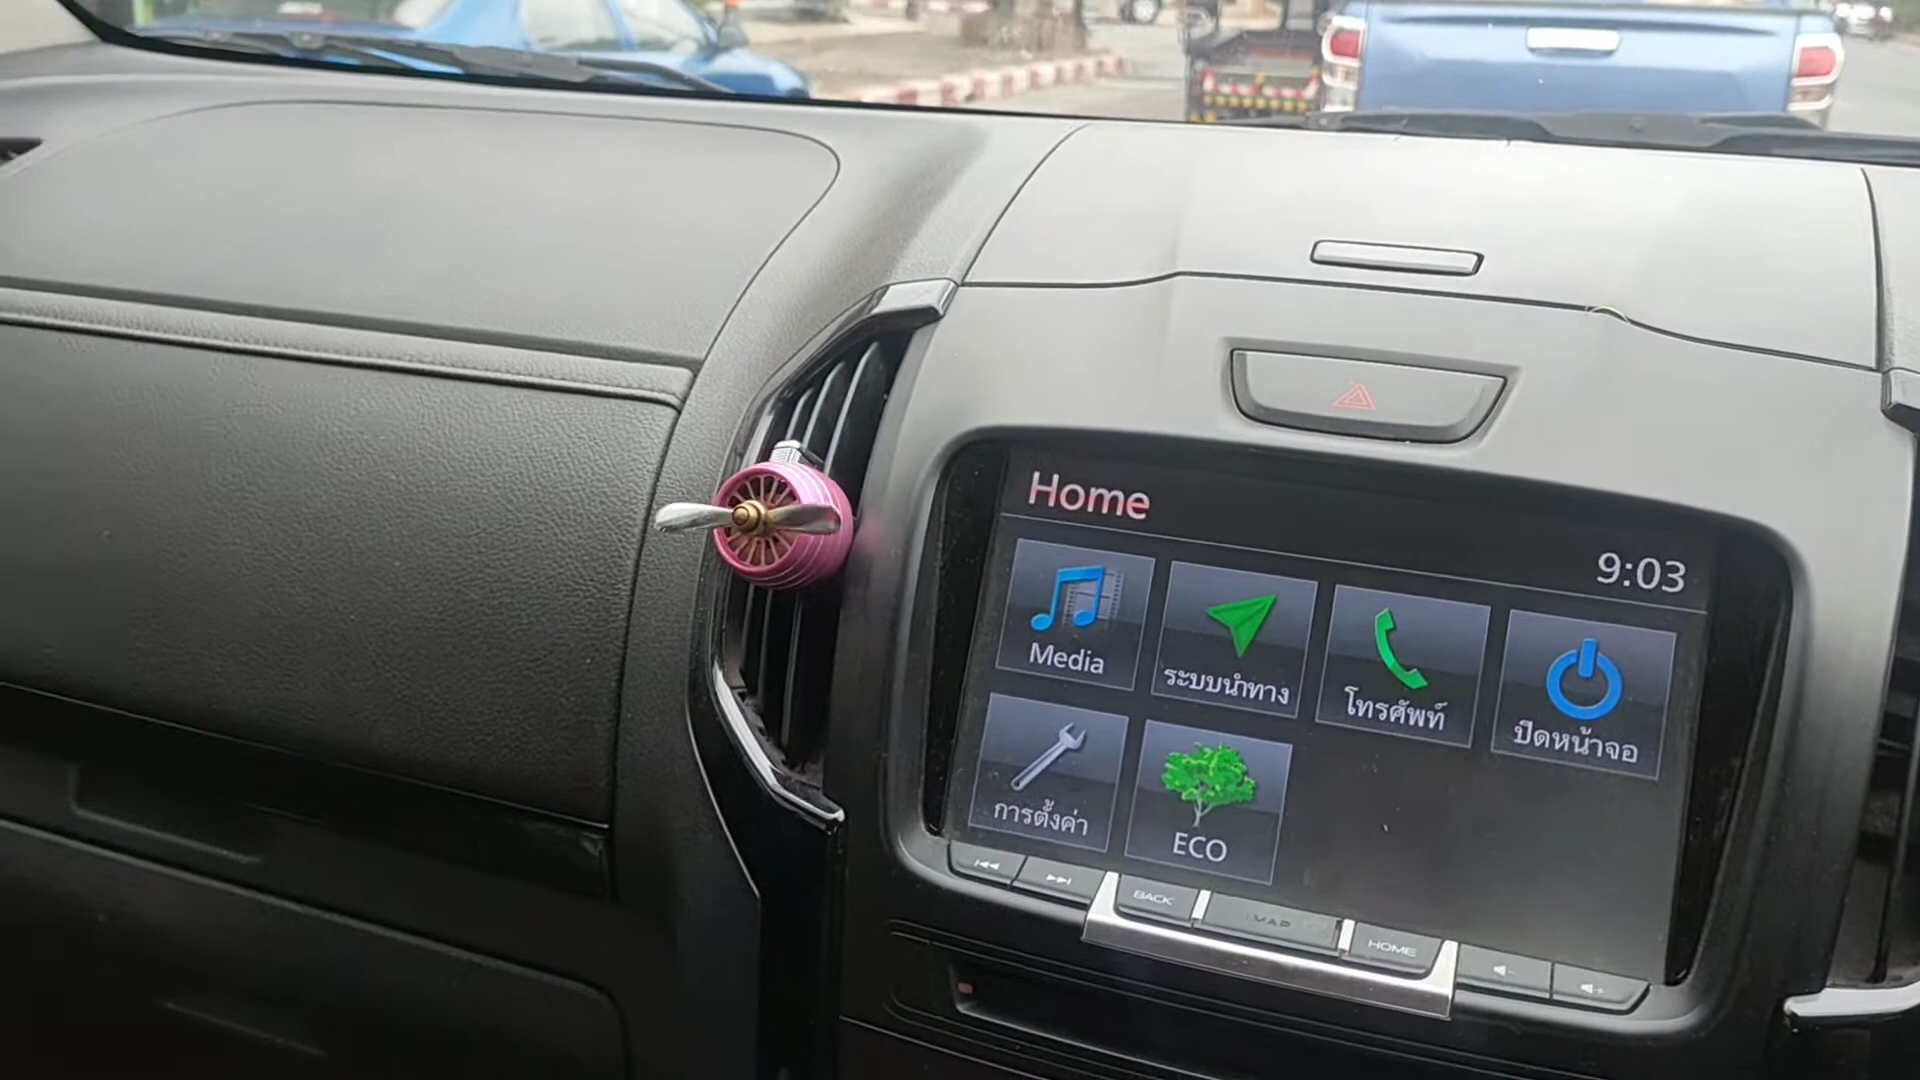 Home
9:03
Media
ระบบนำทาง
โทรศัพท์
ปิดหน้าจอ
การตั้งค่า
ECO
BACK
MAP
HOME